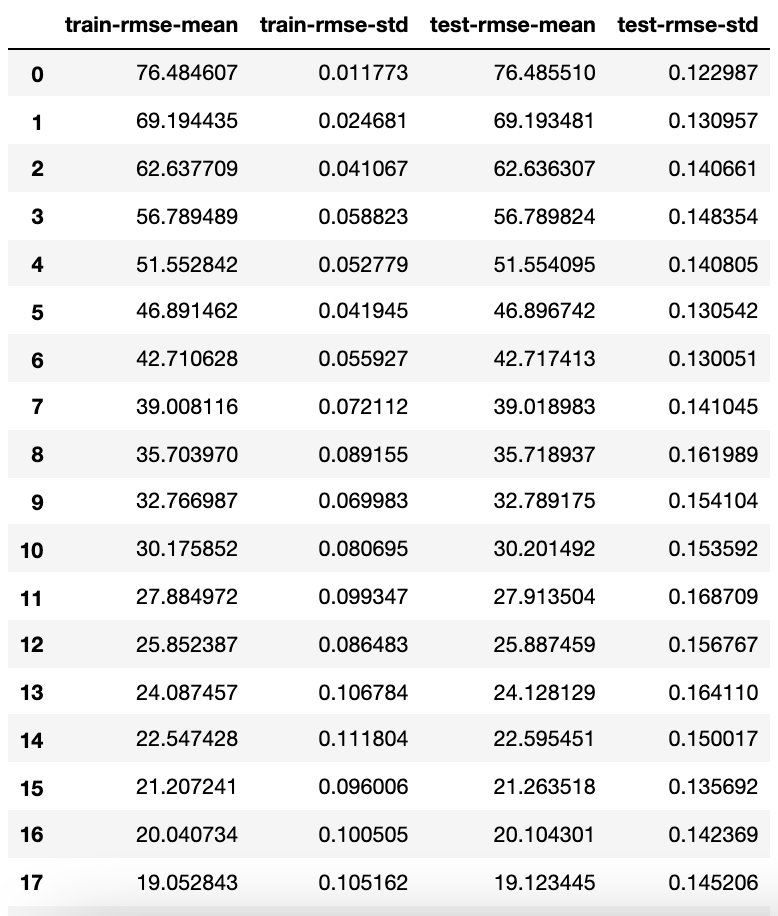 train-rmse-mean train-rmse-std test-rmse-mean test-rmse-std
0 76.484607 0.011773 76.485510 0.122987
1 69.194435 0.024681 69.193481 0.130957
2 62.637709 0.041067 62.636307 0.140661
3 56.789489 0.058823 56.789824 0.148354
4 51.552842 0.052779 51.554095 0.140805
5 46.891462 0.041945 46.896742 0.130542
6 42.710628 0.055927 42.717413 0.130051
7 39.008116 0.072112 39.018983 0.141045
8 35.703970 0.089155 35.718937 0.161989
9 32.766987 0.069983 32.789175 0.154104
10 30.175852 0.080695 30.201492 0.153592
11 27.884972 0.099347 27.913504 0.168709
12 25.852387 0.086483 25.887459 0.156767
13 24.087457 0.106784 24.128129 0.164110
14 22.547428 0.111804 22.595451 0.150017
15 21.207241 0.096006 21.263518 0.135692
16 20.040734 0.100505 20.104301 0.142369
17 19.052843 0.105162 19.123445 0.145206